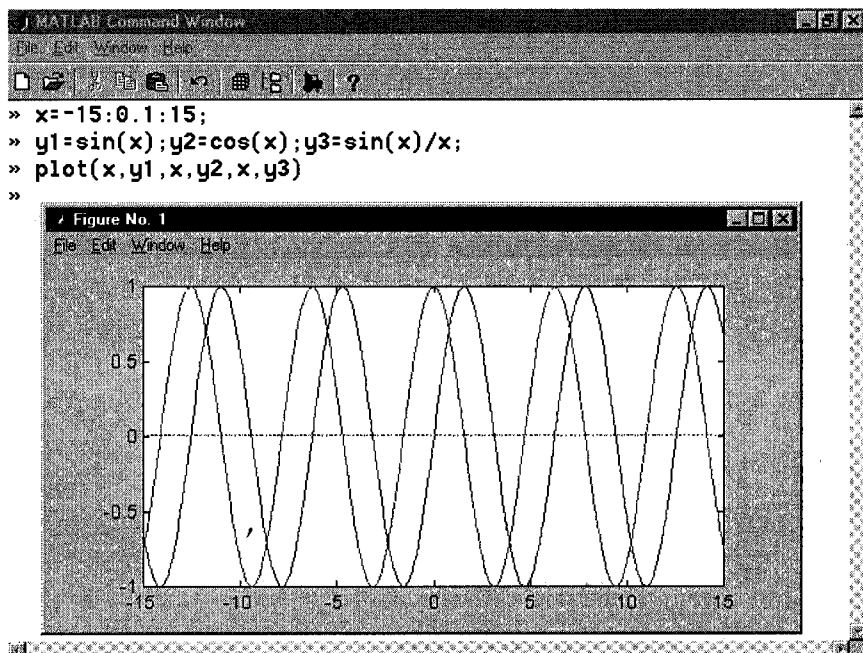 MATLAB Command Window
File Edit Window Help
?
» x=-15:0.1:15;
» y1=sin(x);y2=cos(x);y3=sin(x)/x;
» plot(x,y1,x,y2,x,y3)
»
Figure No. 1
File Edit Window Help
1
0.5
0
-0.5
-1
-15 -10 -5 0 5 10 15